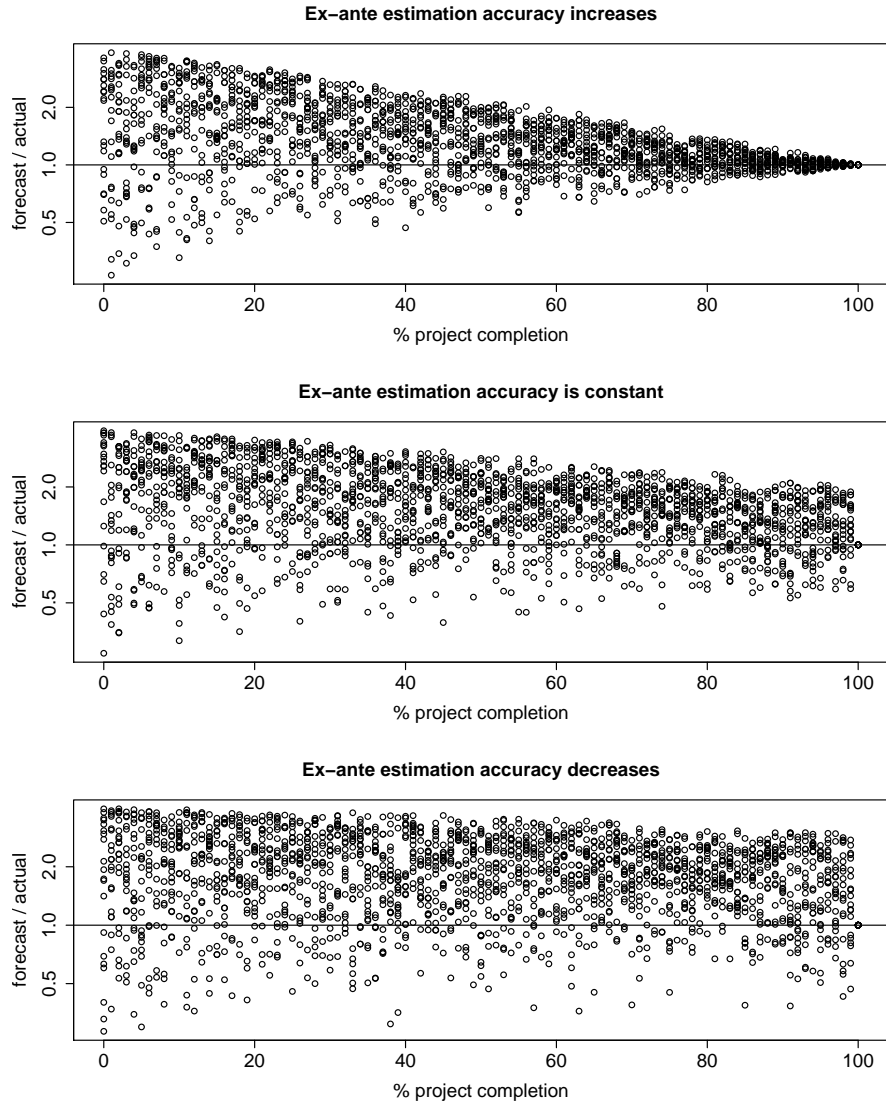 Ex−ante estimation accuracy increases
forecast / actual
2.0
1.0
0.5
0 20 40 60 80 100
% project completion
Ex−ante estimation accuracy is constant
forecast / actual
2.0
1.0
0.5
0 20 40 60 80 100
% project completion
Ex−ante estimation accuracy decreases
forecast / actual
2.0
1.0
0.5
0 20 40 60 80 100
% project completion